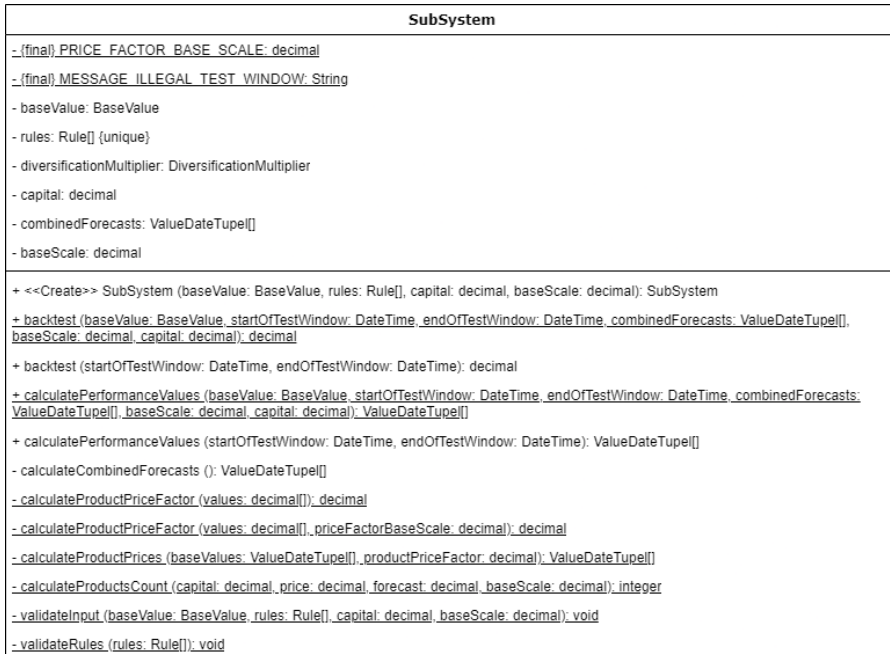 SubSystem
- {final} PRICE_FACTOR_BASE_SCALE: decimal
- {final} MESSAGE_ILLEGAL_TEST_WINDOW: String
- baseValue: BaseValue
- rules: Rule[] {unique}
- diversificationMultiplier: DiversificationMultiplier
- capital: decimal
- combinedForecasts: ValueDateTupel[]
- baseScale: decimal
+ <<Create>> SubSystem (baseValue: BaseValue, rules: Rule[], capital: decimal, baseScale: decimal): SubSystem
+ backtest (baseValue: BaseValue, startOfTestWindow: DateTime, endOfTestWindow: DateTime, combinedForecasts: ValueDateTupel[],
baseScale: decimal, capital: decimal): decimal
+ backtest (startOfTestWindow: DateTime, endOfTestWindow: DateTime): decimal
+ calculatePerformanceValues (baseValue: BaseValue, startOfTestWindow: DateTime, endOfTestWindow: DateTime, combinedForecasts:
ValueDateTupel[], baseScale: decimal, capital: decimal): ValueDateTupel[]
+ calculatePerformanceValues (startOfTestWindow: DateTime, endOfTestWindow: DateTime): ValueDateTupel[]
- calculateCombinedForecasts (): ValueDateTupel[]
- calculateProductPriceFactor (values: decimal[]): decimal
- calculateProductPriceFactor (values: decimal[], priceFactorBaseScale: decimal): decimal
- calculateProductPrices (baseValues: ValueDateTupel[], productPriceFactor: decimal): ValueDateTupel[]
- calculateProductsCount (capital: decimal, price: decimal, forecast: decimal, baseScale: decimal): integer
- validateInput (baseValue: BaseValue, rules: Rule[], capital: decimal, baseScale: decimal): void
- validateRules (rules: Rule[]): void